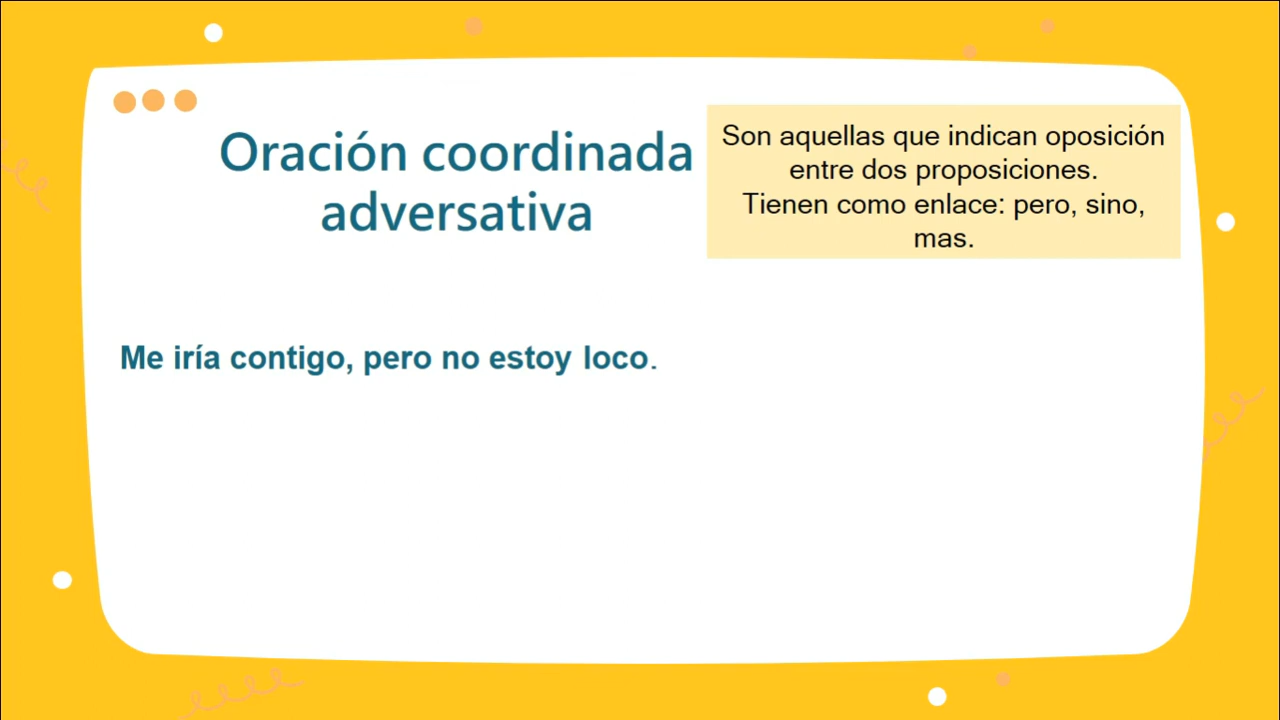 Oración coordinada
adversativa
Son aquellas que indican oposición
entre dos proposiciones.
Tienen como enlace: pero, sino,
mas.
Me iría contigo, pero no estoy loco.